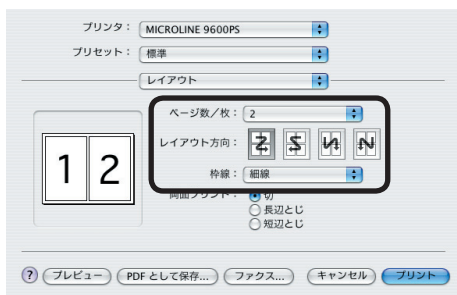 プリンタ： MICROLINE 9600PS
プリセット： 標準
レイアウト
ページ数／枚： 2
レイアウト方向：
枠線： 細線
両面プリント： 切
長辺とじ
短辺とじ
1 2
? プレビュー PDF として保存... ファクス... キャンセル プリント